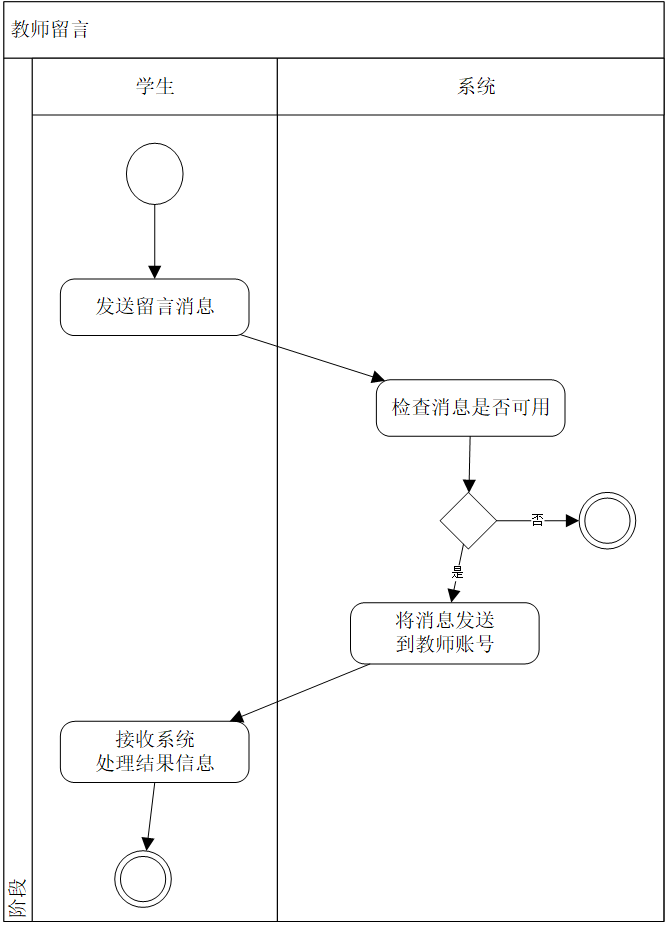 教师留言
学生
系统
发送留言消息
检查消息是否可用
否
是
将消息发送
到教师账号
接收系统
处理结果信息
阶段